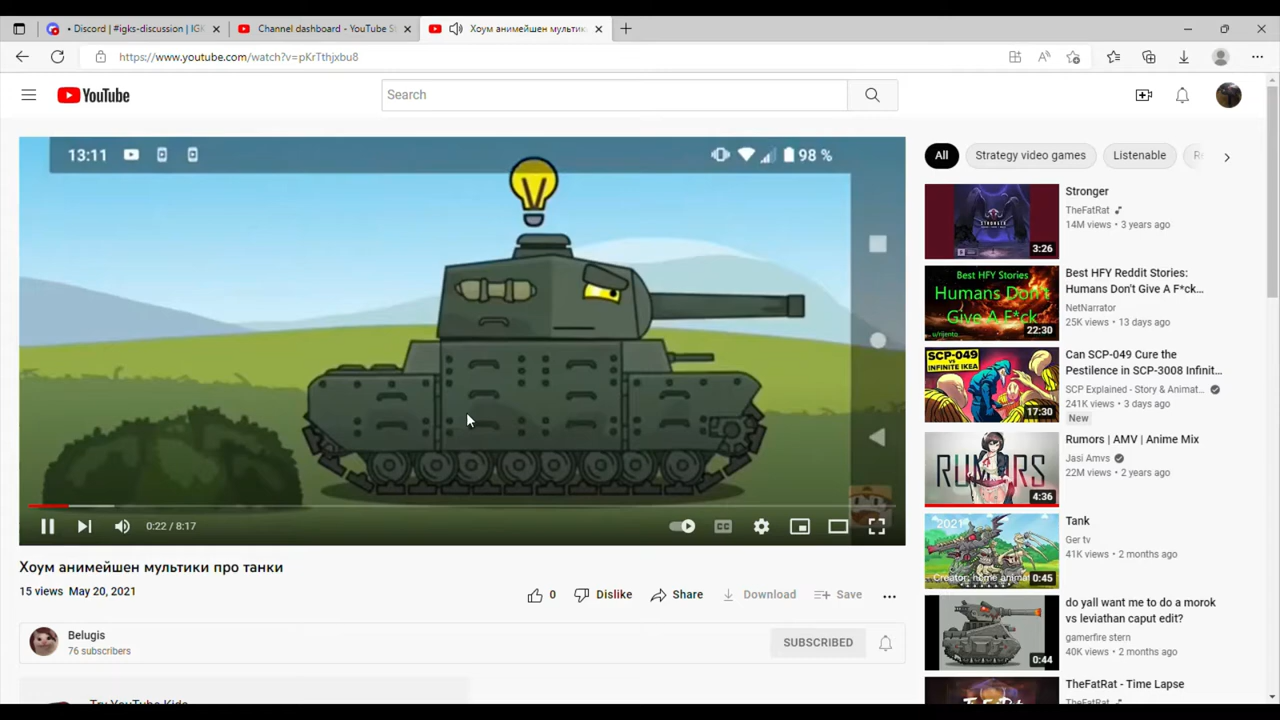 • Discord | #igks-discussion | IGK
Channel dashboard - YouTube S
Хоум анимейшен мультик
https://www.youtube.com/watch?v=pKrTthjxbu8
YouTube
Search
13:11
98 %
0:22 / 8:17
Хоум анимейшен мультики про танки
15 views May 20, 2021
0
Dislike
Share
Download
Save
Belugis
76 subscribers
SUBSCRIBED
Try YouTube Kids
All
Strategy video games
Listenable
Stronger
TheFatRat
14M views • 3 years ago
STRONGER
3:26
Best HFY Stories
Humans Don't
Give A F*ck
u/rijento
22:30
Best HFY Reddit Stories:
Humans Don't Give A F*ck...
NetNarrator
25K views • 13 days ago
SCP-049
VS
INFINITE IKEA
17:30
Can SCP-049 Cure the
Pestilence in SCP-3008 Infinit...
SCP Explained - Story & Animat...
241K views • 3 days ago
New
RUMORS
4:36
Rumors | AMV | Anime Mix
Jasi Amvs
22M views • 2 years ago
2021
Creator: home animat
0:45
Tank
Ger tv
41K views • 2 months ago
0:44
do yall want me to do a morok
vs leviathan caput edit?
gamerfire stern
40K views • 2 months ago
TheFatRat - Time Lapse
TheFatRat